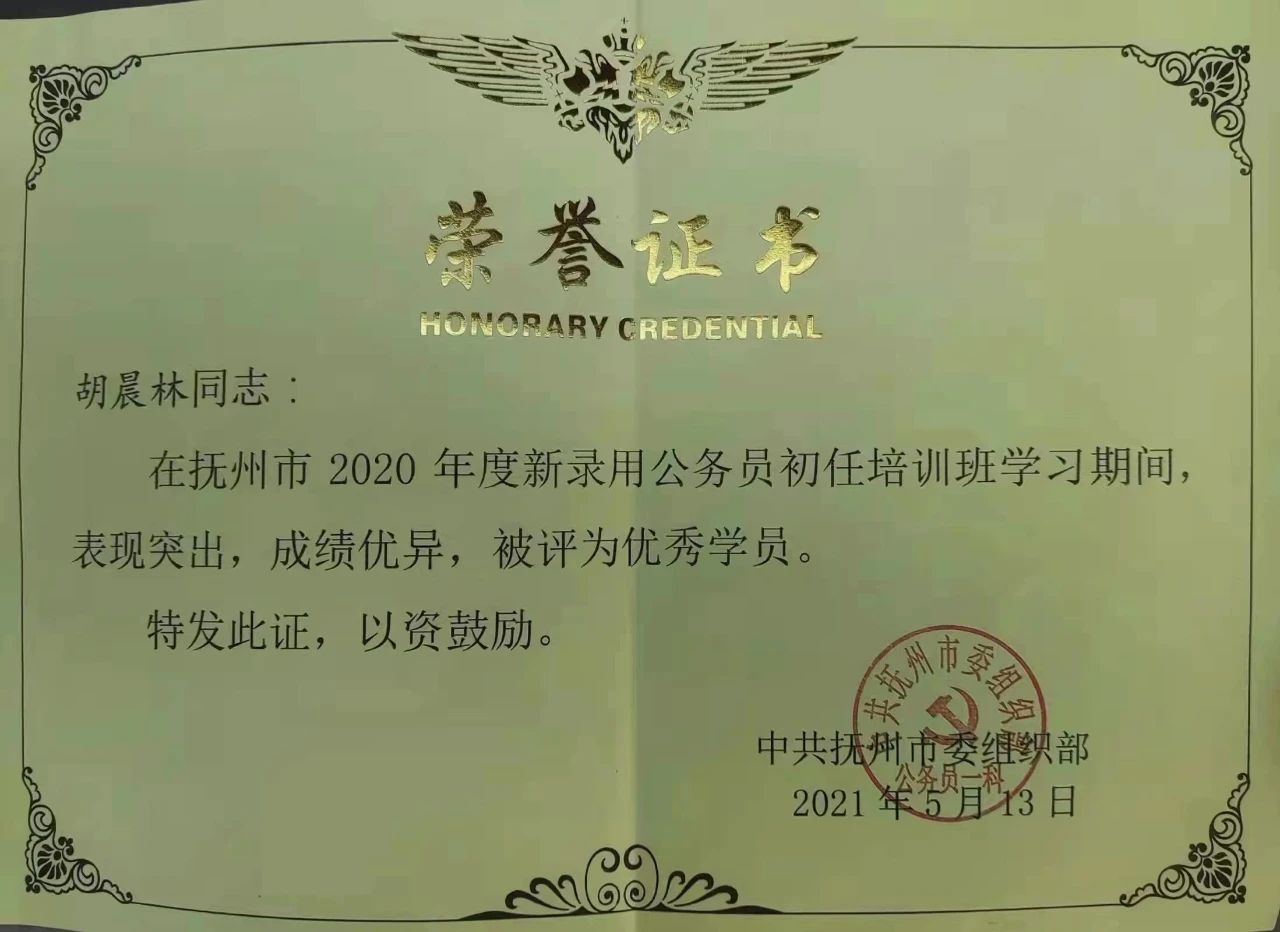 荣誉证书
HONORARY CREDENTIAL
胡晨林同志：
在抚州市 2020 年度新录用公务员初任培训班学习期间，
表现突出，成绩优异，被评为优秀学员。
特发此证，以资鼓励。
中共抚州市委组织部
公务员一科
中共抚州市委组织部
2021 年 5 月 13 日